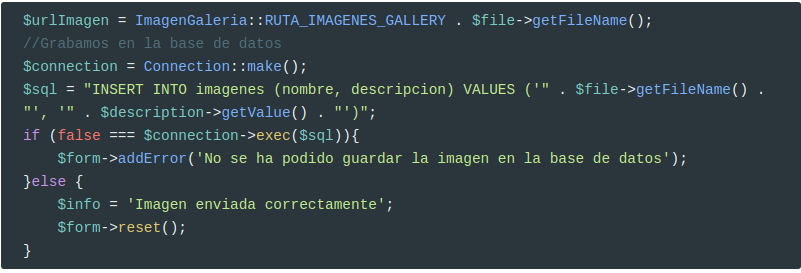 $urlImagen = ImagenGaleria::RUTA_IMAGENES_GALLERY . $file->getFileName();
//Grabamos en la base de datos
$connection = Connection::make();
$sql = "INSERT INTO imagenes (nombre, descripcion) VALUES ('" . $file->getFileName() .
"', '" . $description->getValue() . "')";
if (false === $connection->exec($sql)){
    $form->addError('No se ha podido guardar la imagen en la base de datos');
}else {
    $info = 'Imagen enviada correctamente';
    $form->reset();
}